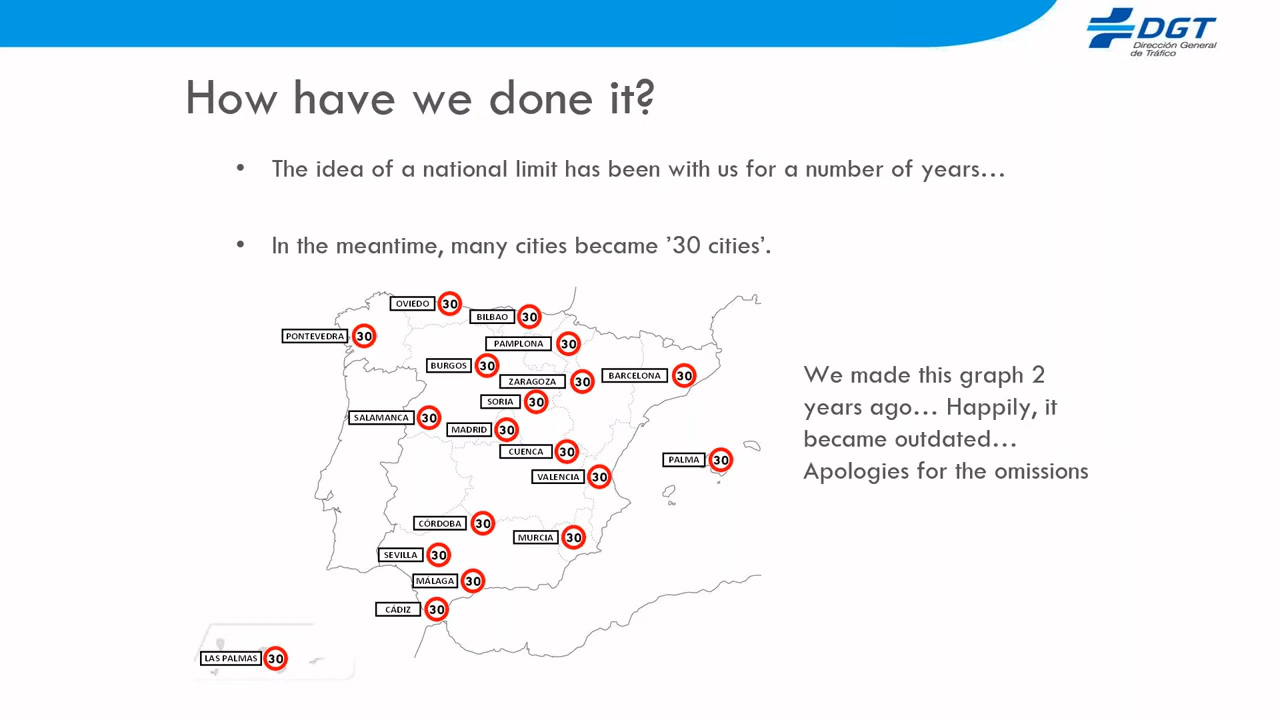 DGT
Dirección General
de Tráfico
How have we done it?
• The idea of a national limit has been with us for a number of years...
• In the meantime, many cities became '30 cities'.
OVIEDO 30
BILBAO 30
PONTEVEDRA 30
PAMPLONA 30
BURGOS 30
ZARAGOZA 30
BARCELONA 30
SORIA 30
SALAMANCA 30
MADRID 30
CUENCA 30
PALMA 30
VALENCIA 30
CÓRDOBA 30
MURCIA 30
SEVILLA 30
MÁLAGA 30
CÁDIZ 30
LAS PALMAS 30
We made this graph 2
years ago... Happily, it
became outdated...
Apologies for the omissions